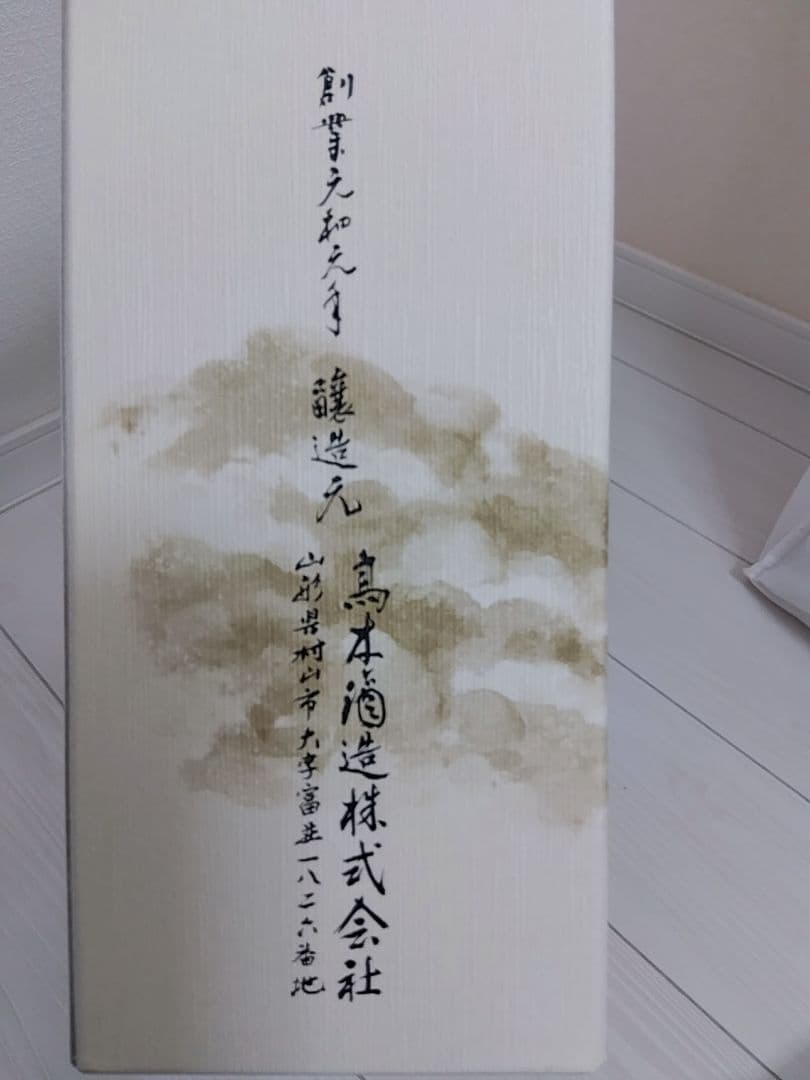 創業元和元年 醸造元
高木酒造株式会社
山形県村山市大字富並一八二六番地